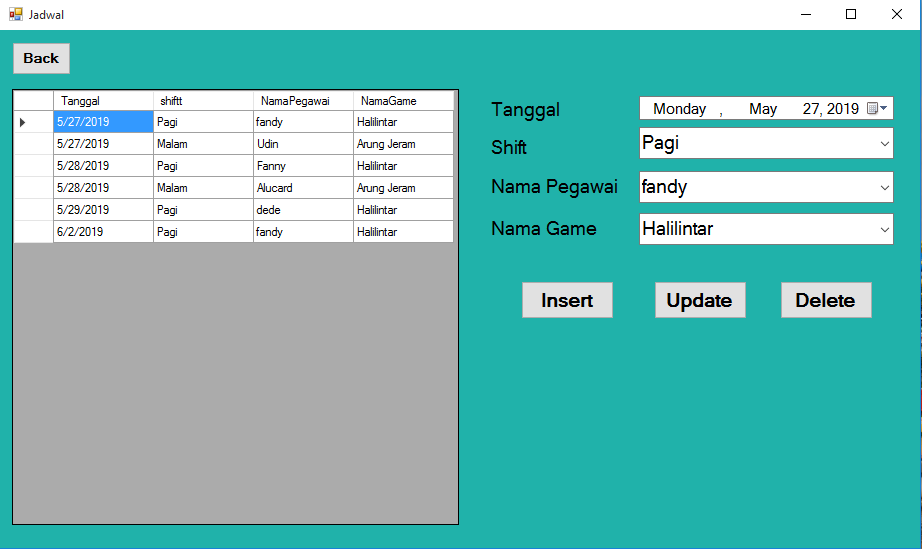 Jadwal
Back
Tanggal shiftt NamaPegawai NamaGame
5/27/2019 Pagi fandy Halilintar
5/27/2019 Malam Udin Arung Jeram
5/28/2019 Pagi Fanny Halilintar
5/28/2019 Malam Alucard Arung Jeram
5/29/2019 Pagi dede Halilintar
6/2/2019 Pagi fandy Halilintar
Tanggal Monday , May 27, 2019
Shift Pagi
Nama Pegawai fandy
Nama Game Halilintar
Insert Update Delete